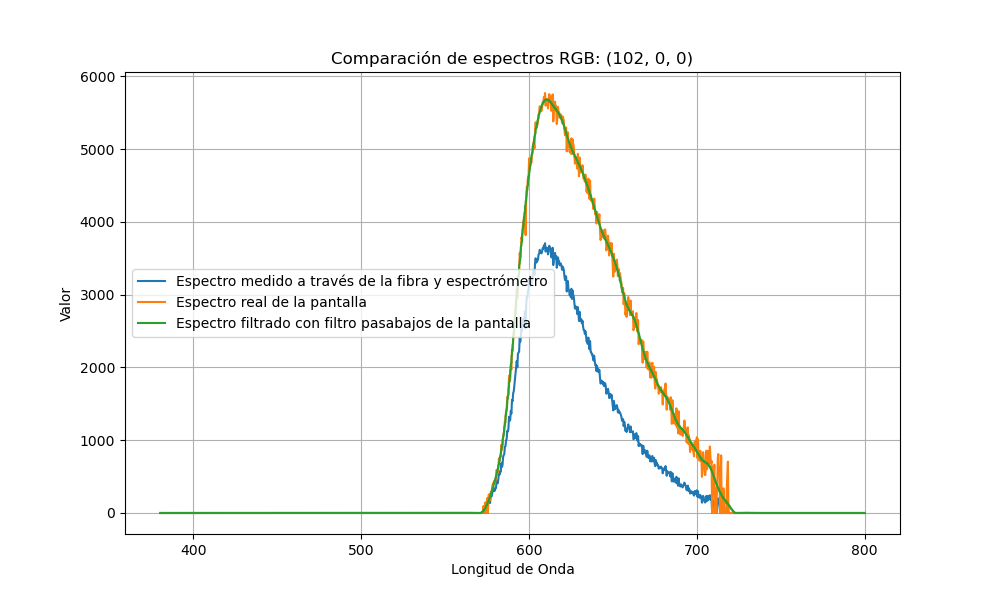 Comparación de espectros RGB: (102, 0, 0)
Valor
6000
5000
4000
3000
2000
1000
0
Espectro medido a través de la fibra y espectrómetro
Espectro real de la pantalla
Espectro filtrado con filtro pasabajos de la pantalla
400 500 600 700 800
Longitud de Onda